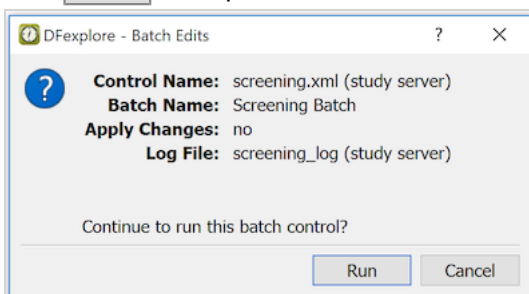 DFexplore - Batch Edits ? ×
Control Name: screening.xml (study server)
Batch Name: Screening Batch
Apply Changes: no
Log File: screening_log (study server)
Continue to run this batch control?
Run Cancel